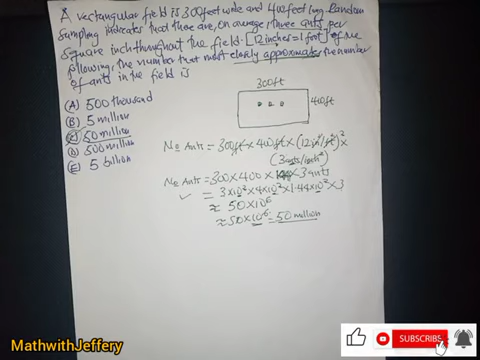 A rectangular field is 300 feet wide and 400 feet long. Random
Sampling indicates that there are, on average, three ants per
square inch throughout the field. [12 inches = 1 foot] Of the
following, the number that most closely approximates the number
of ants in the field is
300ft
(A) 500 thousand
400ft
(B) 5 million
(C) 50 million
(D) 500 million
(E) 5 billion
No Ants = 300ft × 400ft × (12in/ft)² ×
(3 ants/inch²)
No Ants = 300 × 400 × 144 × 3 ants
= 3 × 10² × 4 × 10² × 1.44 × 10² × 3
≈ 50 × 10⁶
≈ 50 × 10⁶ = 50 million
MathwithJeffery
SUBSCRIBE